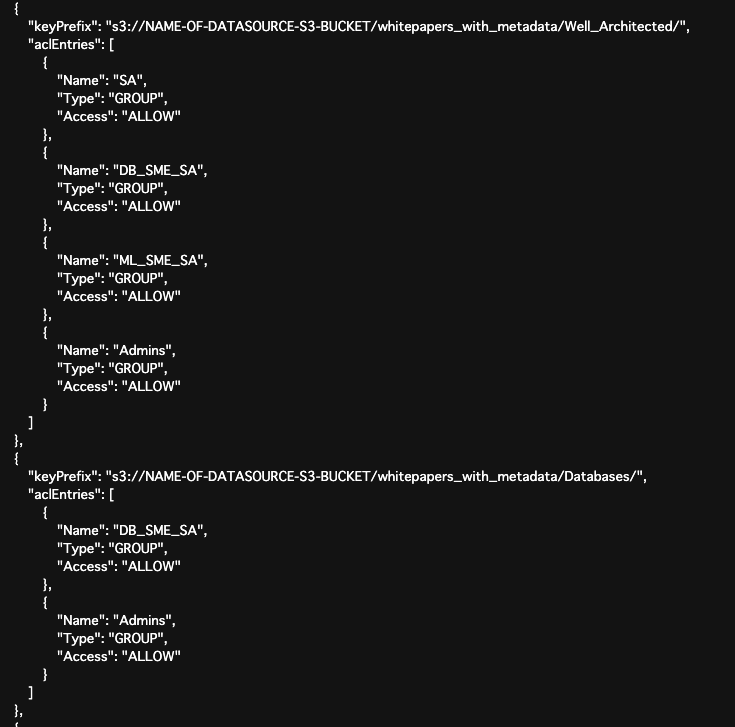 {
"keyPrefix": "s3://NAME-OF-DATASOURCE-S3-BUCKET/whitepapers_with_metadata/Well_Architected/",
"aclEntries": [
{
"Name": "SA",
"Type": "GROUP",
"Access": "ALLOW"
},
{
"Name": "DB_SME_SA",
"Type": "GROUP",
"Access": "ALLOW"
},
{
"Name": "ML_SME_SA",
"Type": "GROUP",
"Access": "ALLOW"
},
{
"Name": "Admins",
"Type": "GROUP",
"Access": "ALLOW"
}
]
},
{
"keyPrefix": "s3://NAME-OF-DATASOURCE-S3-BUCKET/whitepapers_with_metadata/Databases/",
"aclEntries": [
{
"Name": "DB_SME_SA",
"Type": "GROUP",
"Access": "ALLOW"
},
{
"Name": "Admins",
"Type": "GROUP",
"Access": "ALLOW"
}
]
},
{